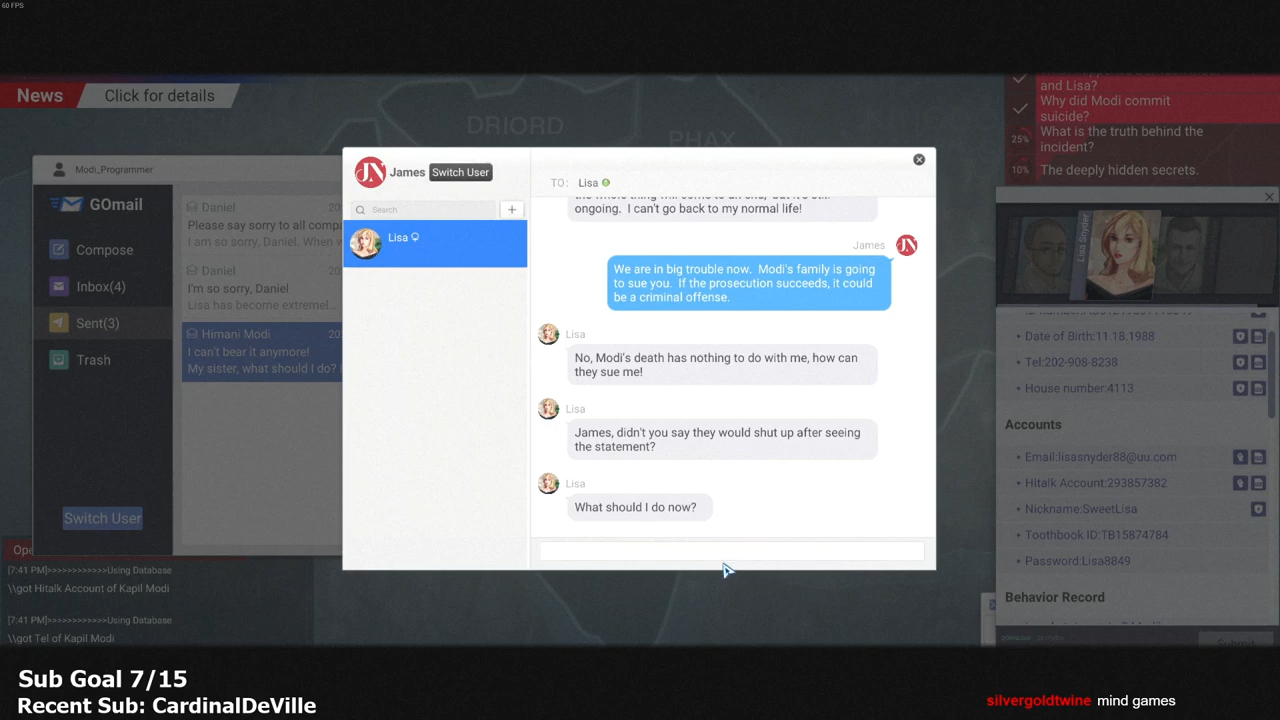 60 FPS
News
Click for details
DRIORD
PHAX
and Lisa?
Why did Modi commit
suicide?
25%
What is the truth behind the
incident?
10%
The deeply hidden secrets.
Modi_Programmer
GOmail
Compose
Inbox(4)
Sent(3)
Trash
Switch User
Daniel
20
Please say sorry to all comp
I am so sorry, Daniel. When w
Daniel
20
I'm so sorry, Daniel
Lisa has become extremel...
Himani Modi
20
I can't bear it anymore!
My sister, what should I do?
James
Switch User
Search
+
Lisa
TO: Lisa
ongoing. I can't go back to my normal life!
James
We are in big trouble now. Modi's family is going
to sue you. If the prosecution succeeds, it could
be a criminal offense.
Lisa
No, Modi's death has nothing to do with me, how can
they sue me!
Lisa
James, didn't you say they would shut up after seeing
the statement?
Lisa
What should I do now?
Lisa Snyder
Date of Birth:11.18.1988
Tel:202-908-8238
House number:4113
Accounts
Email:lisasnyder88@uu.com
Hitalk Account:293857382
Nickname:SweetLisa
Toothbook ID:TB15874784
Password:Lisa8849
Behavior Record
Submit
Ope
[7:41 PM]>>>>>>>>>>>>Using Database
\\got Hitalk Account of Kapil Modi
[7:41 PM]>>>>>>>>>>>>Using Database
\\got Tel of Kapil Modi
Sub Goal 7/15
Recent Sub: CardinalDeVille
silvergoldtwine mind games